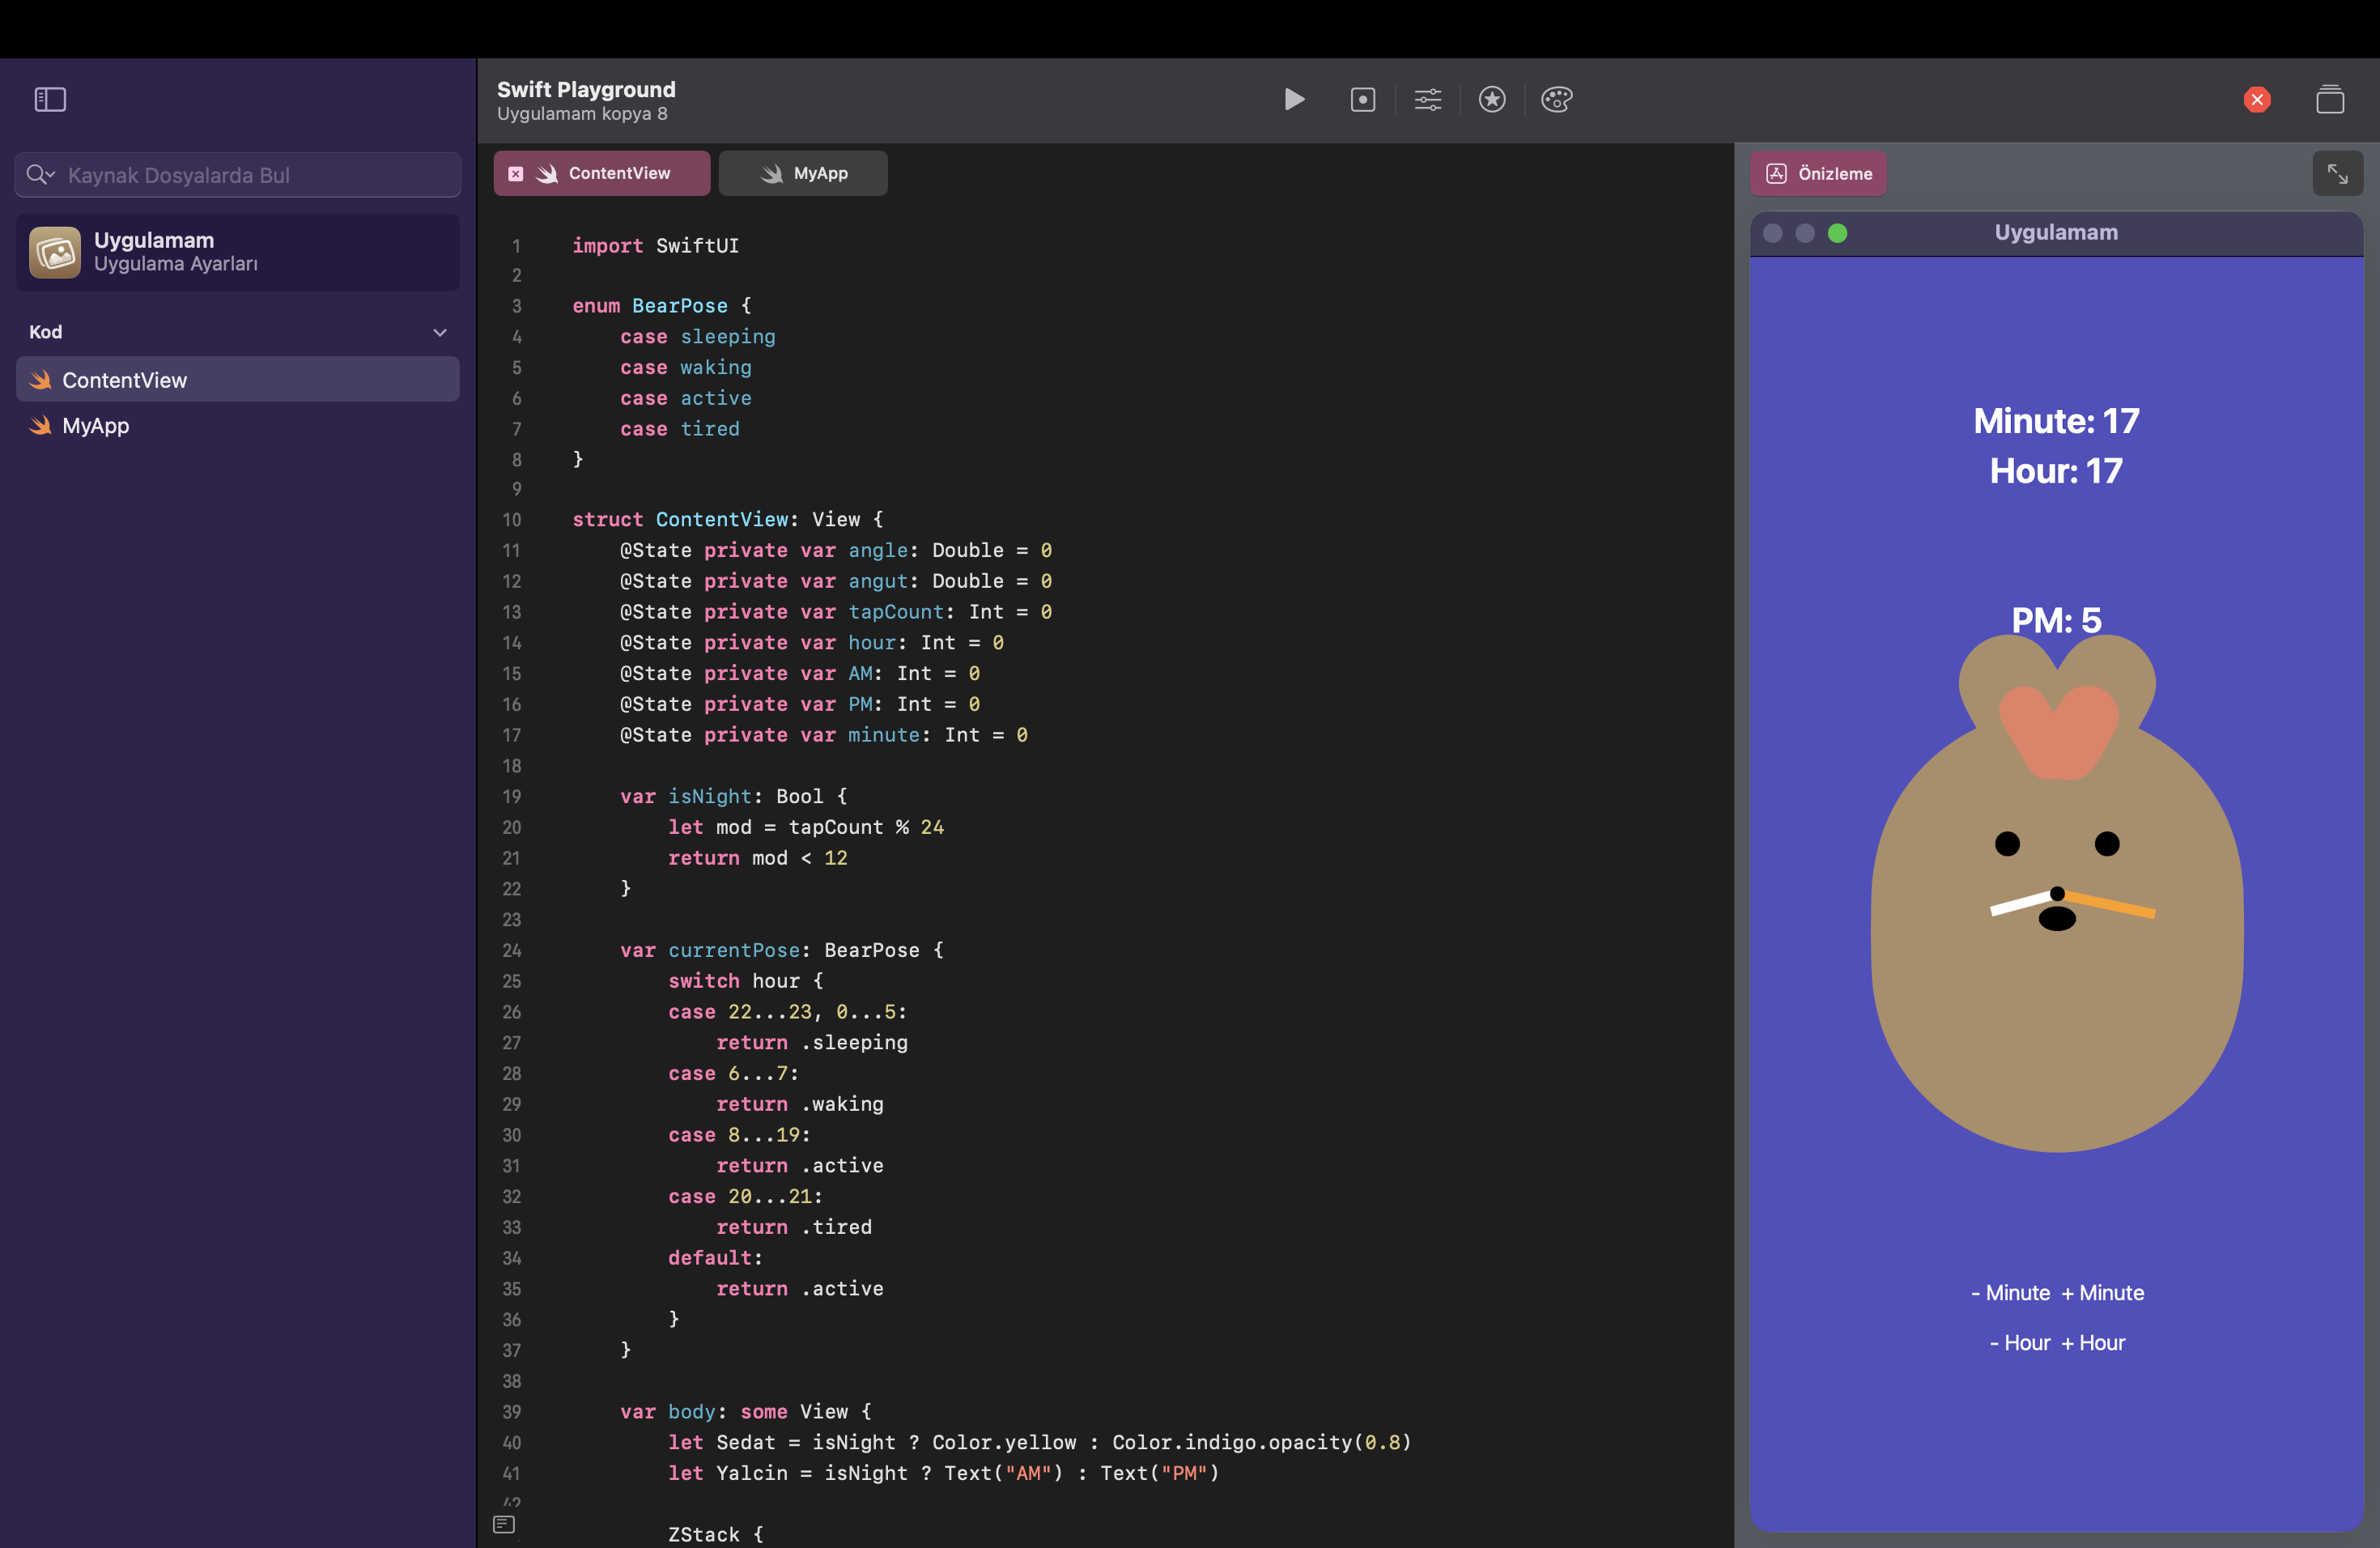 Swift Playground
Uygulamam kopya 8
Kaynak Dosyalarda Bul
Uygulamam
Uygulama Ayarları
Kod
ContentView
MyApp
ContentView
MyApp
1 import SwiftUI
2
3 enum BearPose {
4     case sleeping
5     case waking
6     case active
7     case tired
8 }
9
10 struct ContentView: View {
11     @State private var angle: Double = 0
12     @State private var angut: Double = 0
13     @State private var tapCount: Int = 0
14     @State private var hour: Int = 0
15     @State private var AM: Int = 0
16     @State private var PM: Int = 0
17     @State private var minute: Int = 0
18
19     var isNight: Bool {
20         let mod = tapCount % 24
21         return mod < 12
22     }
23
24     var currentPose: BearPose {
25         switch hour {
26         case 22...23, 0...5:
27             return .sleeping
28         case 6...7:
29             return .waking
30         case 8...19:
31             return .active
32         case 20...21:
33             return .tired
34         default:
35             return .active
36         }
37     }
38
39     var body: some View {
40         let Sedat = isNight ? Color.yellow : Color.indigo.opacity(0.8)
41         let Yalcin = isNight ? Text("AM") : Text("PM")
42
        ZStack {
Önizleme
Uygulamam
Minute: 17
Hour: 17
PM: 5
- Minute + Minute
- Hour + Hour